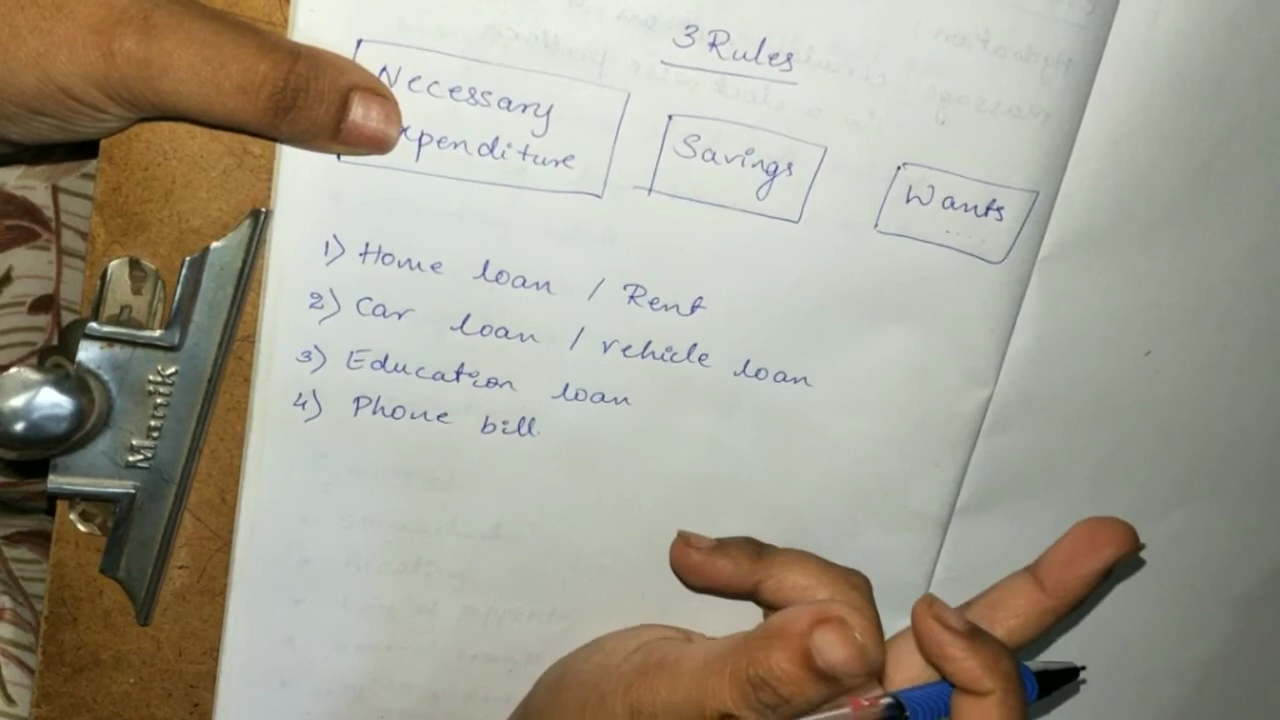 3 Rules
Necessary
xpenditure
Savings
Wants
1) Home loan / Rent
2) Car loan / vehicle loan
3) Education loan
4) Phone bill.
Manik